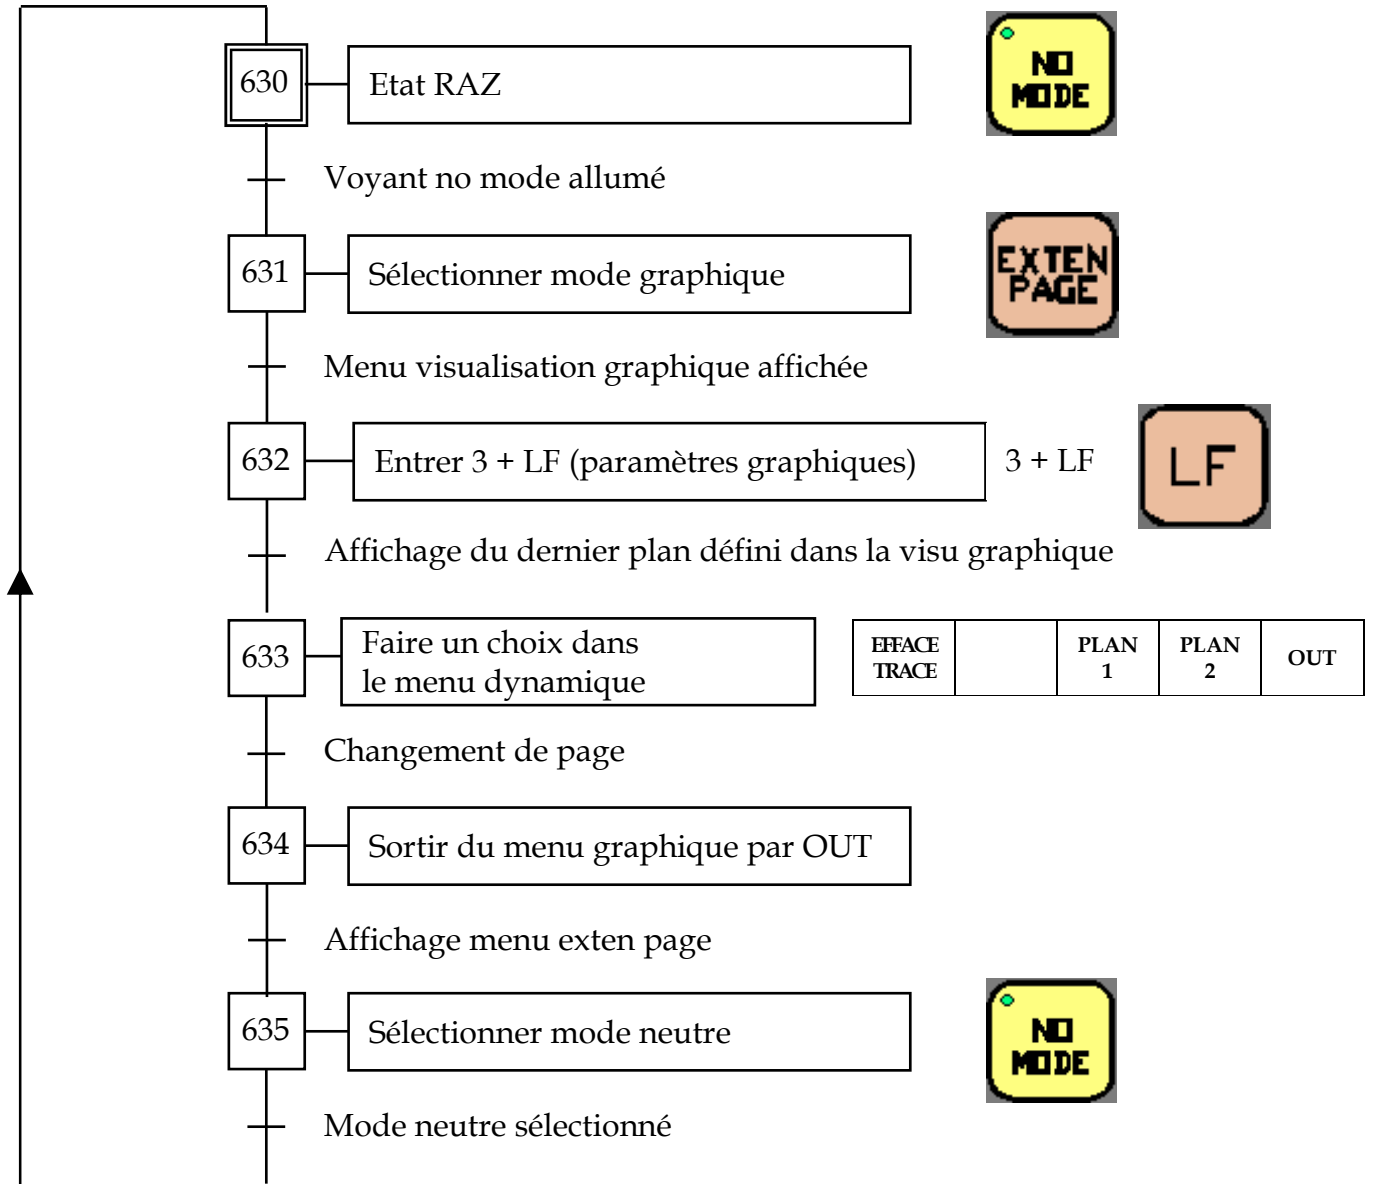 630
Etat RAZ
NO
MODE
Voyant no mode allumé
631
Sélectionner mode graphique
EXTEN
PAGE
Menu visualisation graphique affichée
632
Entrer 3 + LF (paramètres graphiques)
3 + LF
LF
Affichage du dernier plan défini dans la visu graphique
633
Faire un choix dans
le menu dynamique
EFFACE
TRACE
PLAN
1
PLAN
2
OUT
Changement de page
634
Sortir du menu graphique par OUT
Affichage menu exten page
635
Sélectionner mode neutre
NO
MODE
Mode neutre sélectionné